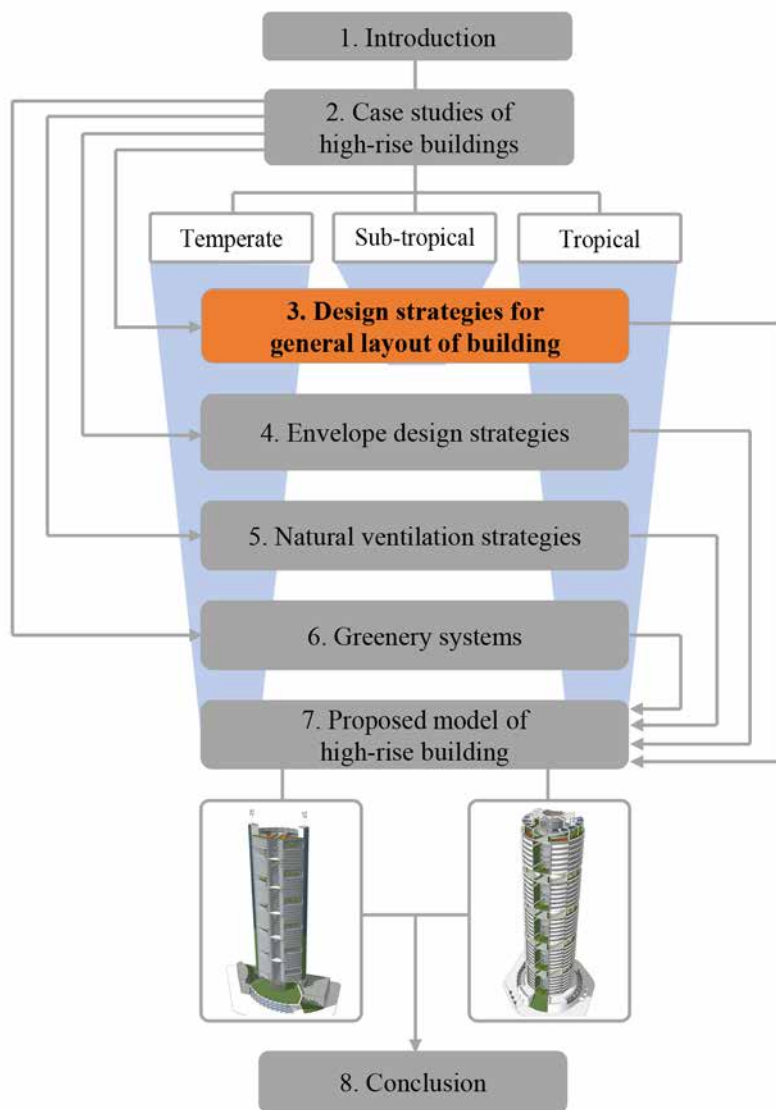 1. Introduction
2. Case studies of
high-rise buildings
Temperate
Sub-tropical
Tropical
3. Design strategies for
general layout of building
4. Envelope design strategies
5. Natural ventilation strategies
6. Greenery systems
7. Proposed model of
high-rise building
8. Conclusion